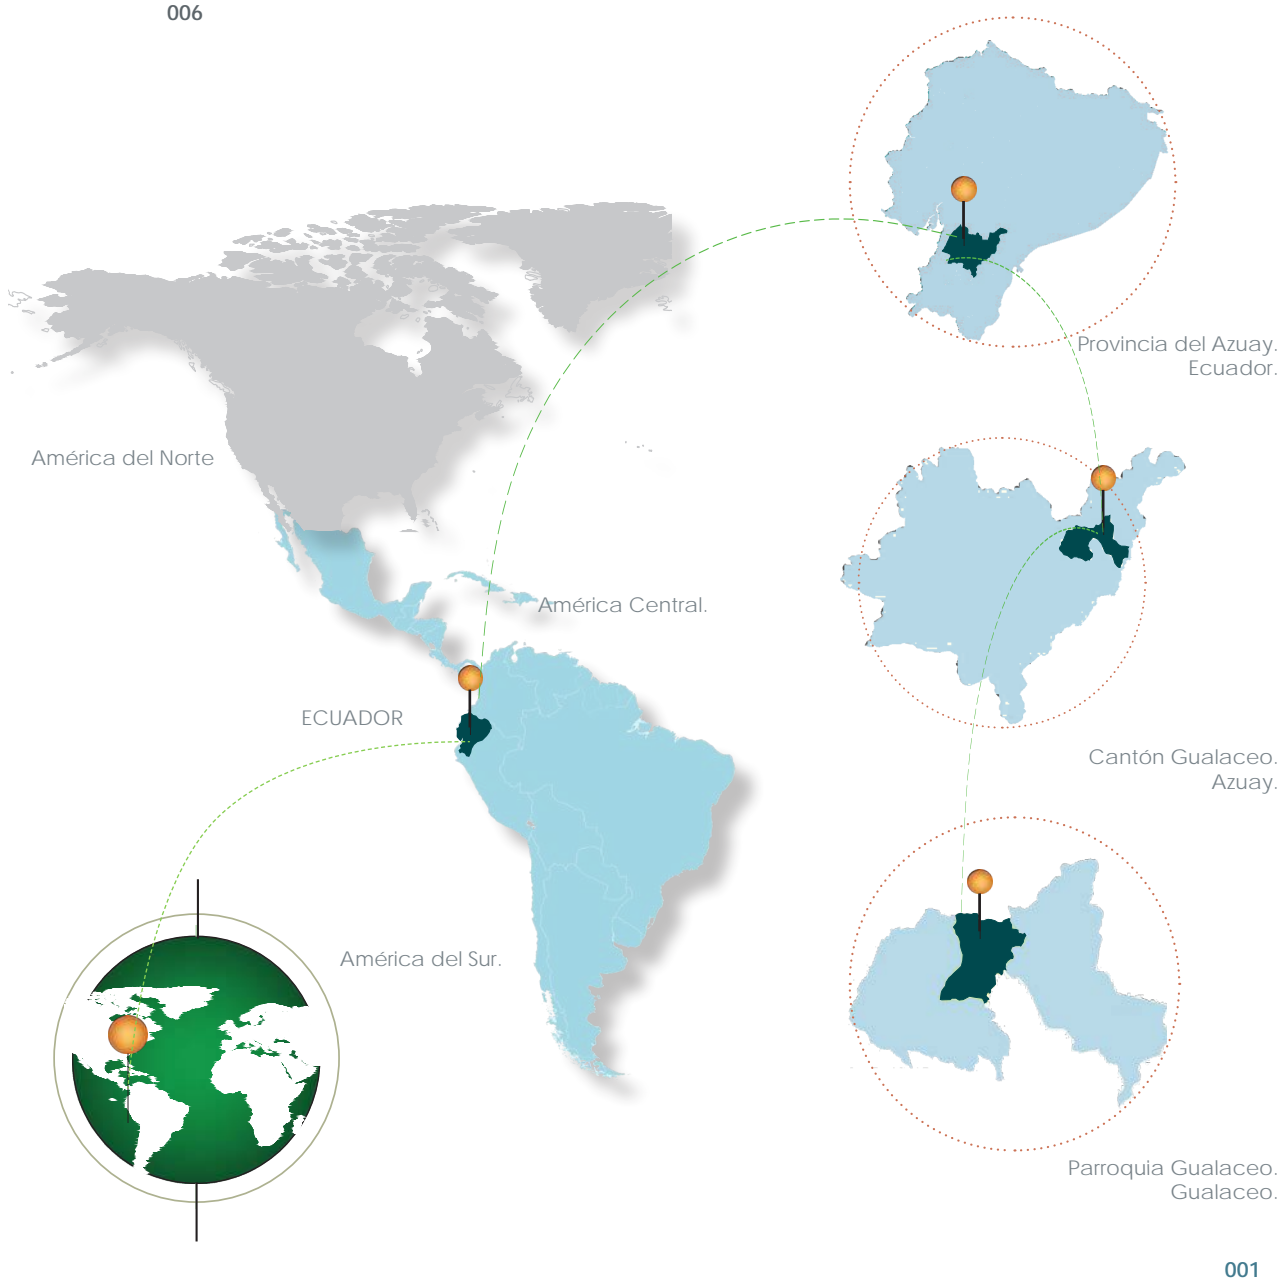 006
Provincia del Azuay.
Ecuador.
América del Norte
América Central.
ECUADOR
Cantón Gualaceo.
Azuay.
América del Sur.
Parroquia Gualaceo.
Gualaceo.
001